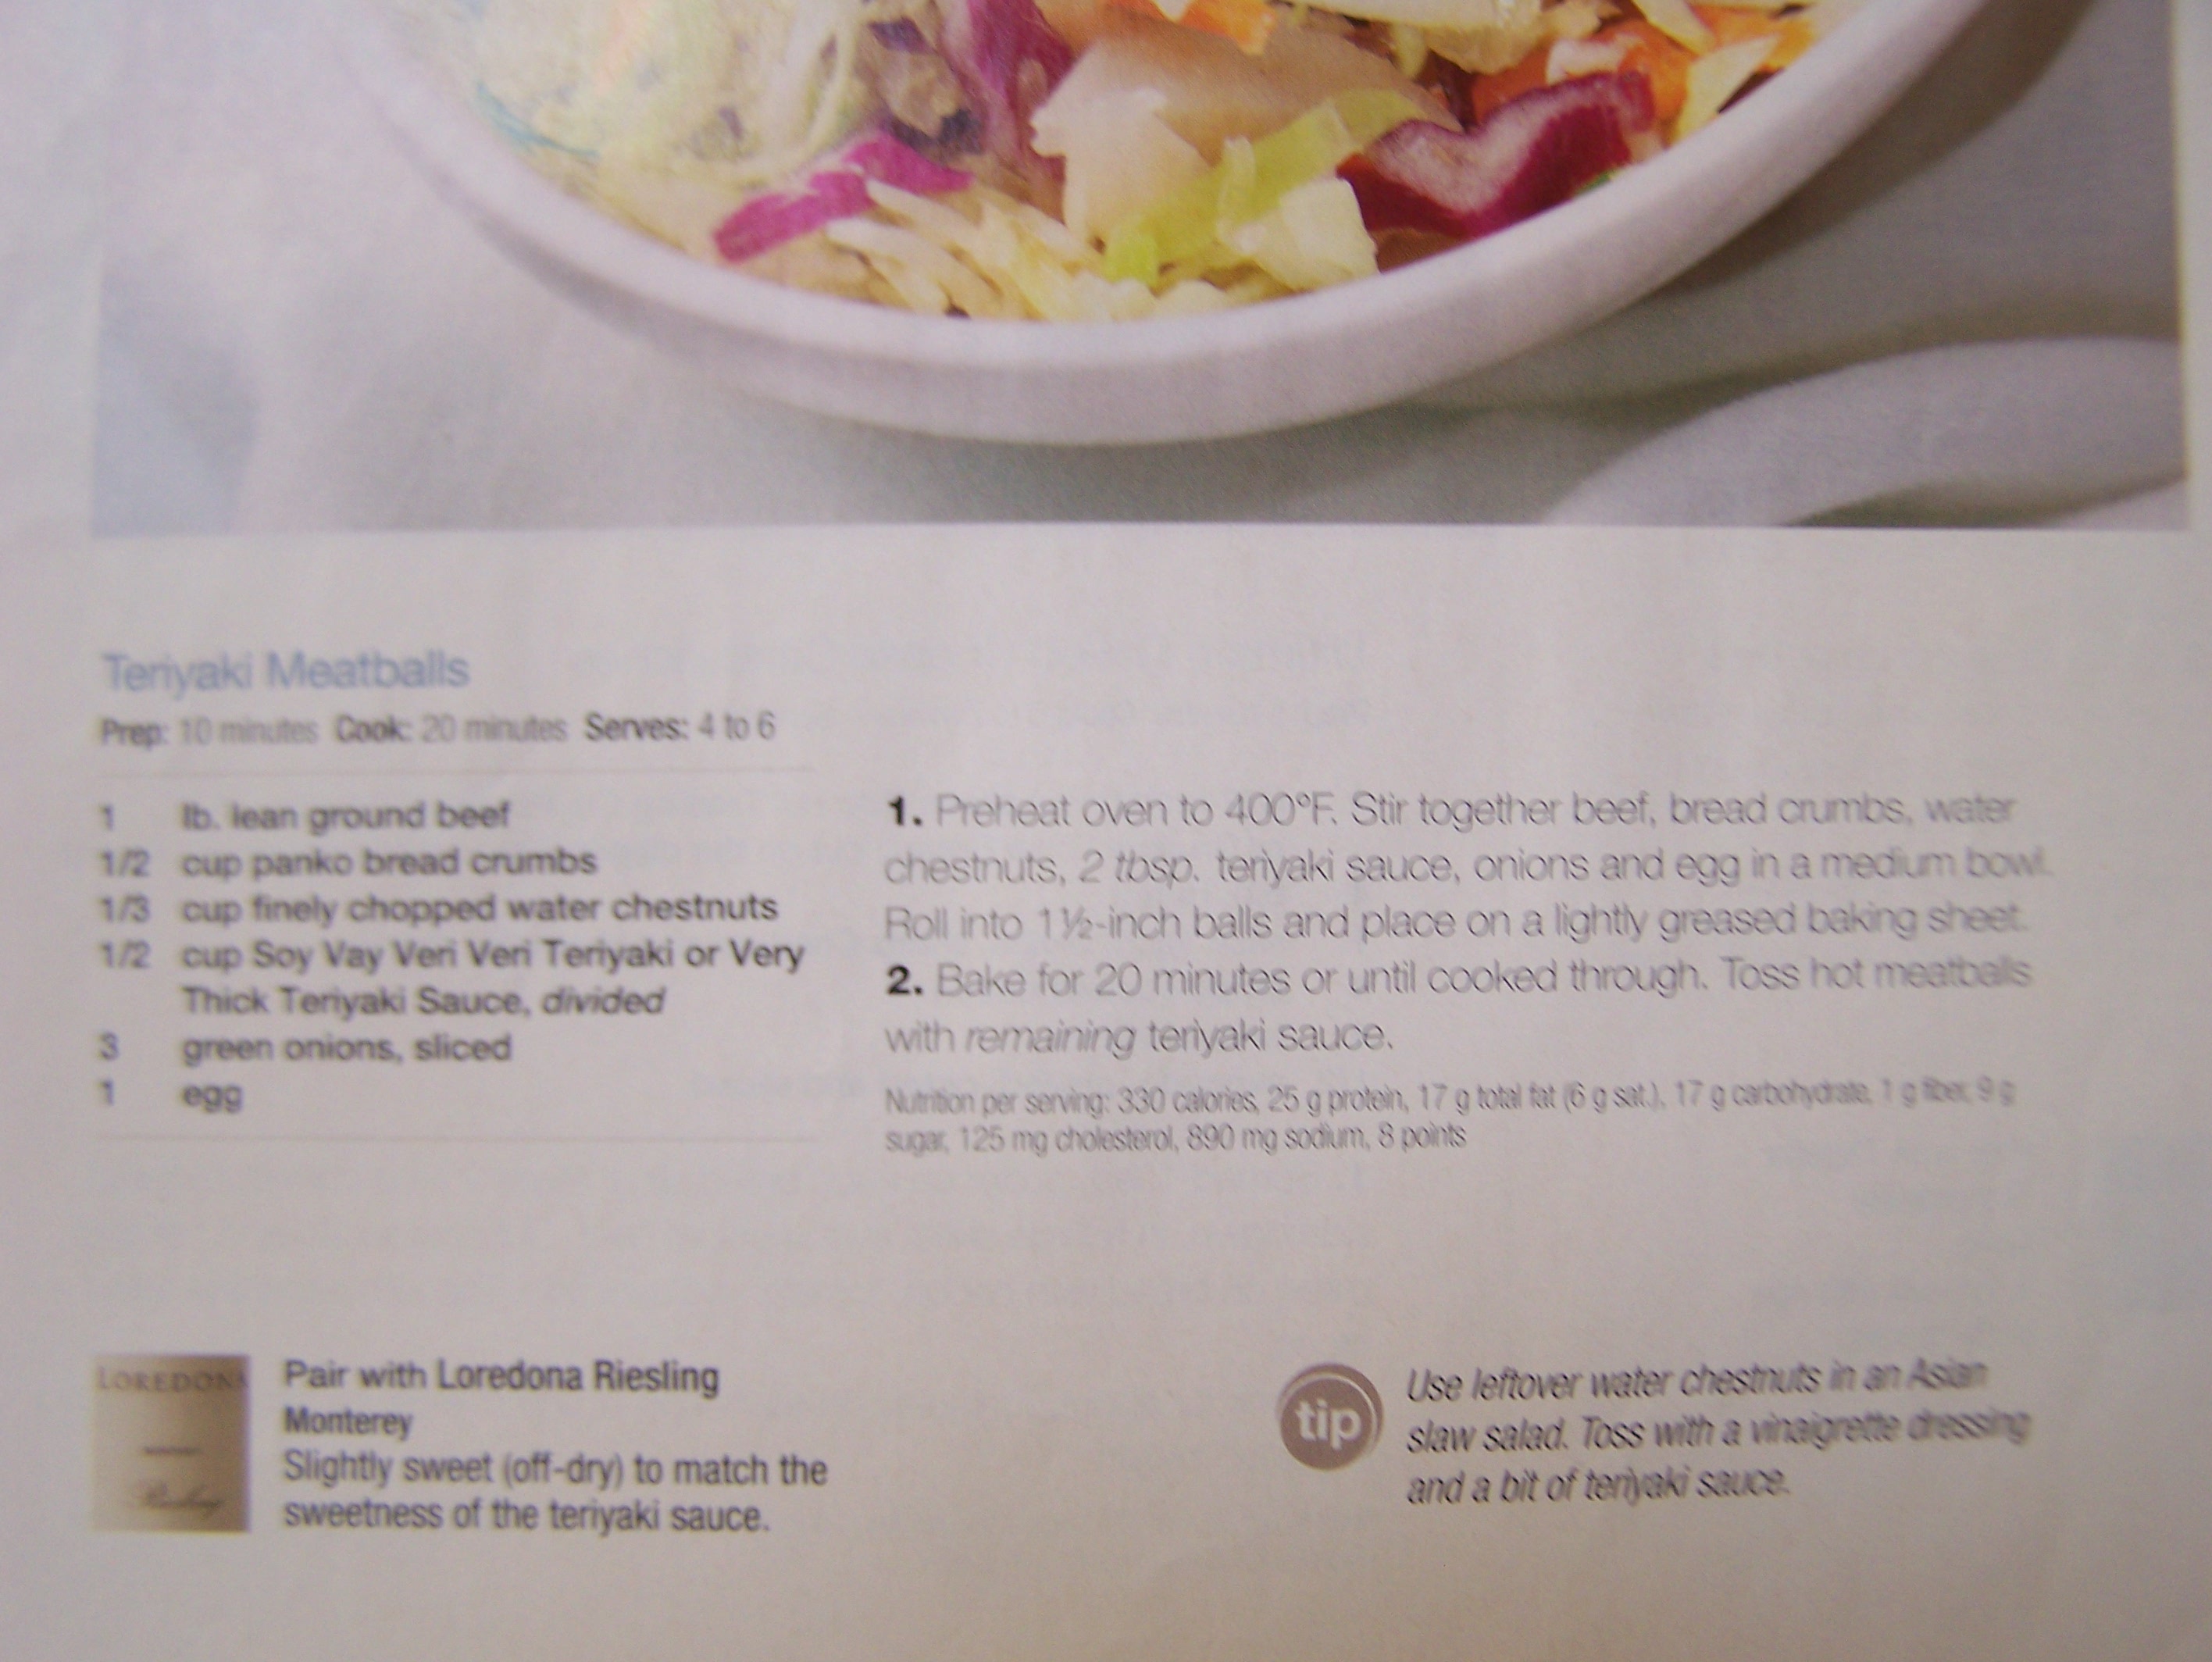 Teriyaki Meatballs
Prep: 10 minutes Cook: 20 minutes Serves: 4 to 6
1 lb. lean ground beef
1/2 cup panko bread crumbs
1/3 cup finely chopped water chestnuts
1/2 cup Soy Vay Veri Veri Teriyaki or Very
Thick Teriyaki Sauce, divided
3 green onions, sliced
1 egg
1. Preheat oven to 400°F. Stir together beef, bread crumbs, water
chestnuts, 2 tbsp. teriyaki sauce, onions and egg in a medium bowl.
Roll into 1½-inch balls and place on a lightly greased baking sheet.
2. Bake for 20 minutes or until cooked through. Toss hot meatballs
with remaining teriyaki sauce.
Nutrition per serving: 330 calories, 25 g protein, 17 g total fat (6 g sat.), 17 g carbohydrate, 1 g fiber, 9 g
sugar, 125 mg cholesterol, 890 mg sodium, 8 points
LOREDONA
Riesling
Pair with Loredona Riesling
Monterey
Slightly sweet (off-dry) to match the
sweetness of the teriyaki sauce.
tip
Use leftover water chestnuts in an Asian
slaw salad. Toss with a vinaigrette dressing
and a bit of teriyaki sauce.